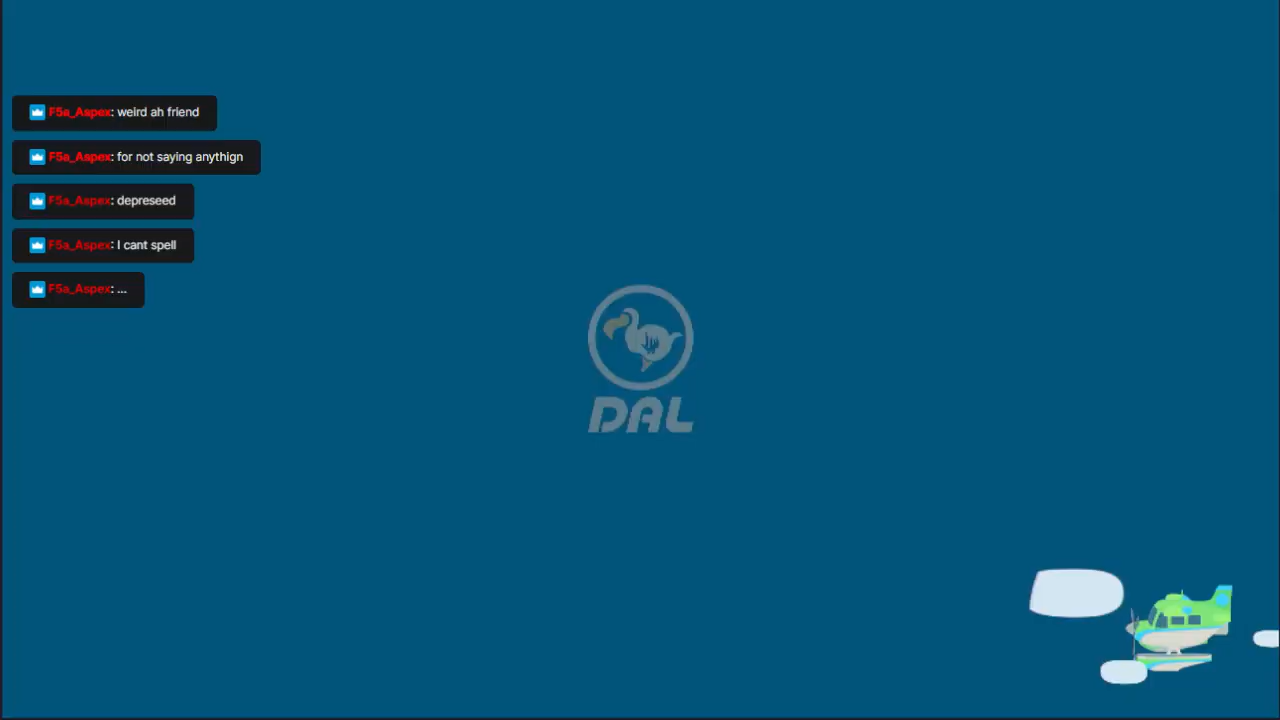 F5a_Aspex: weird ah friend
F5a_Aspex: for not saying anythign
F5a_Aspex: depreseed
F5a_Aspex: I cant spell
F5a_Aspex: ...
DAL